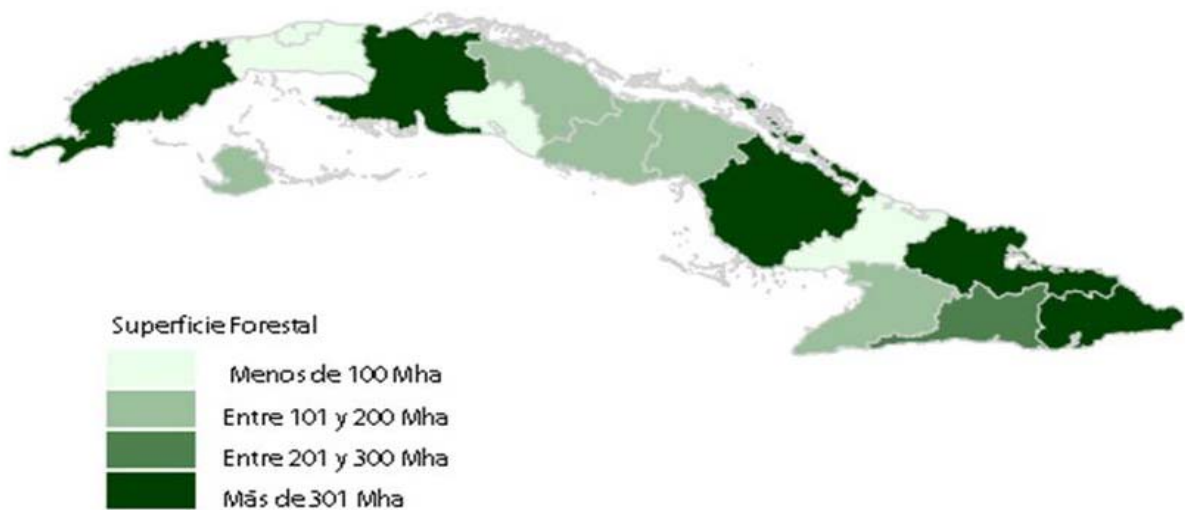 Superficie Forestal
Menos de 100 Mha
Entre 101 y 200 Mha
Entre 201 y 300 Mha
Más de 301 Mha